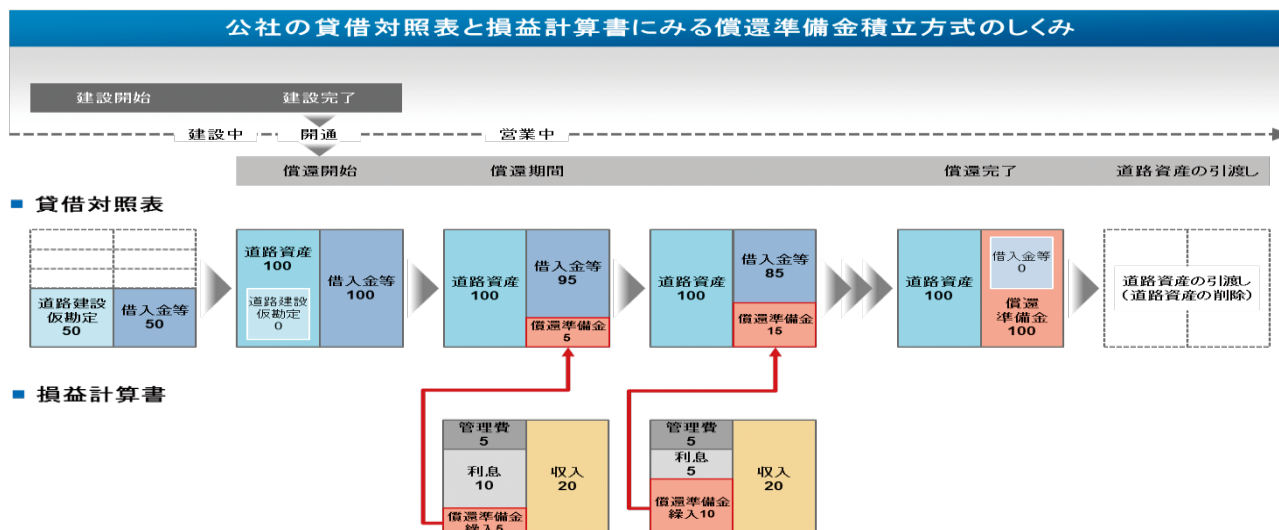 公社の貸借対照表と損益計算書にみる償還準備金積立方式のしくみ
建設開始
建設完了
建設中
開通
営業中
償還開始
償還期間
償還完了
道路資産の引渡し
貸借対照表
道路建設
仮勘定
50
借入金等
50
道路資産
100
道路建設
仮勘定
0
借入金等
100
道路資産
100
借入金等
95
償還準備金
5
道路資産
100
借入金等
85
償還準備金
15
道路資産
100
借入金等
0
償還
準備金
100
道路資産の引渡し
(道路資産の削除)
損益計算書
管理費
5
利息
10
償還準備金
繰入5
収入
20
管理費
5
利息
5
償還準備金
繰入10
収入
20